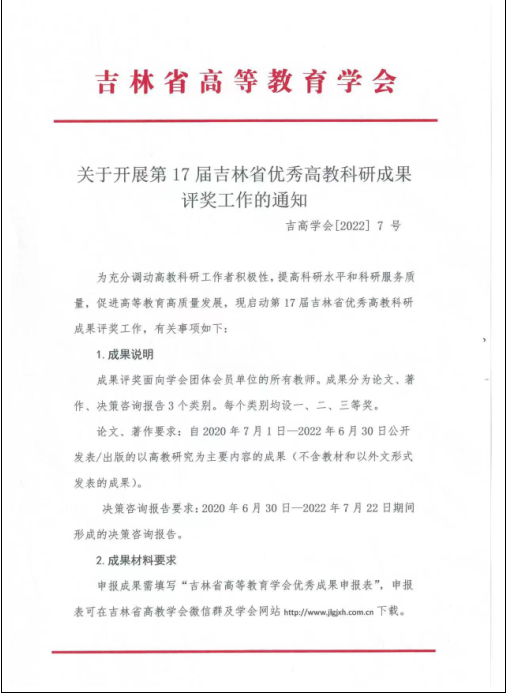 吉林省高等教育学会
关于开展第 17 届吉林省优秀高教科研成果
评奖工作的通知
吉高学会[2022] 7 号
为充分调动高教科研工作者积极性，提高科研水平和科研服务质
量，促进高等教育高质量发展，现启动第 17 届吉林省优秀高教科研
成果评奖工作，有关事项如下：
1.成果说明
成果评奖面向学会团体会员单位的所有教师。成果分为论文、著
作、决策咨询报告 3 个类别。每个类别均设一、二、三等奖。
论文、著作要求：自 2020 年 7 月 1 日—2022 年 6 月 30 日公开
发表/出版的以高教研究为主要内容的成果（不含教材和以外文形式
发表的成果）。
决策咨询报告要求：2020 年 6 月 30 日—2022 年 7 月 22 日期间
形成的决策咨询报告。
2.成果材料要求
申报成果需填写“吉林省高等教育学会优秀成果申报表”，申报
表可在吉林省高教学会微信群及学会网站 http://www.jlgjxh.com.cn 下载。